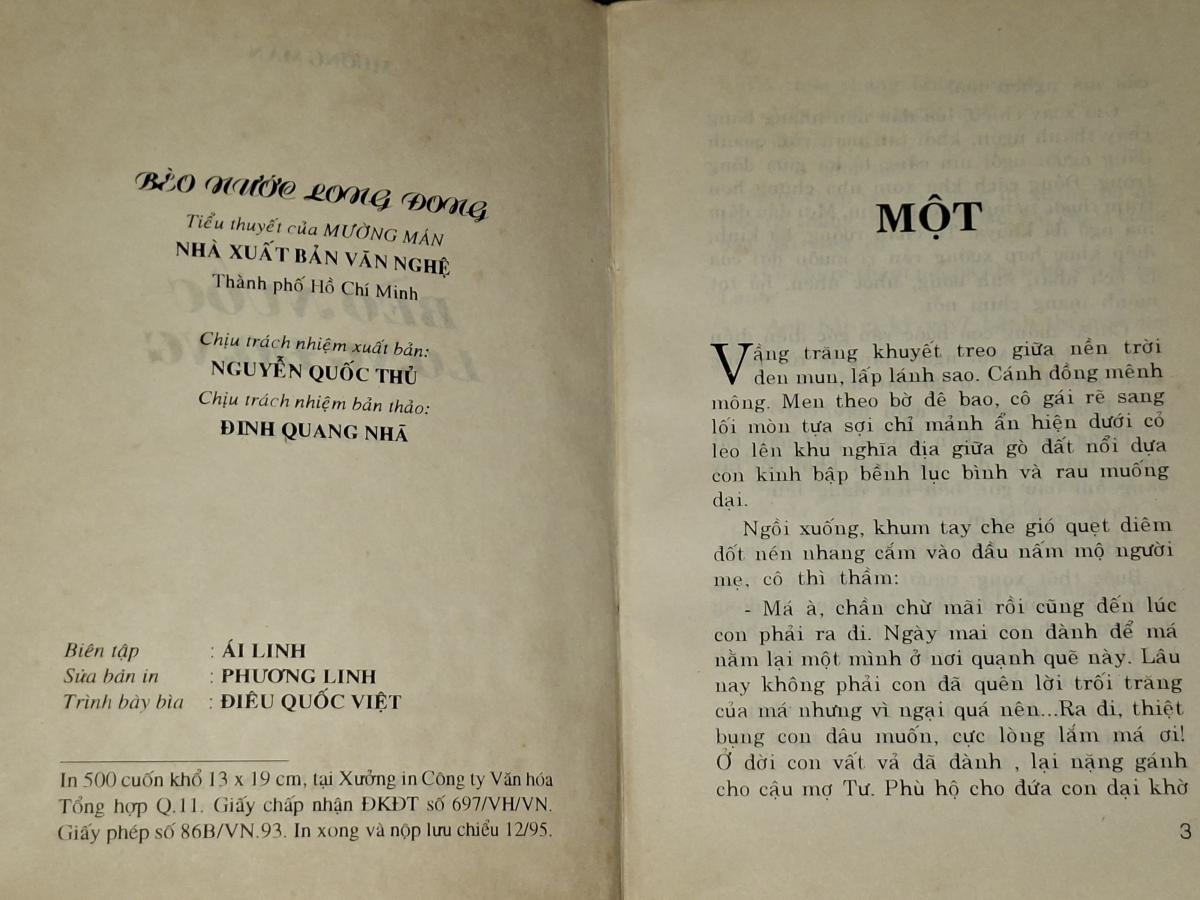 BÈO NƯỚC LONG ĐONG
Tiểu thuyết của MƯỜNG MÁN
NHÀ XUẤT BẢN VĂN NGHỆ
Thành phố Hồ Chí Minh
Chịu trách nhiệm xuất bản:
NGUYỄN QUỐC THỦ
Chịu trách nhiệm bản thảo:
ĐINH QUANG NHÃ
Biên tập : ÁI LINH
Sửa bản in : PHƯƠNG LINH
Trình bày bìa : ĐIÊU QUỐC VIỆT
In 500 cuốn khổ 13 x 19 cm, tại Xưởng in Công ty Văn hóa
Tổng hợp Q.11. Giấy chấp nhận ĐKĐT số 697/VH/VN.
Giấy phép số 86B/VN.93. In xong và nộp lưu chiểu 12/95.
MỘT
Vầng trăng khuyết treo giữa nền trời
đen mun, lấp lánh sao. Cánh đồng mênh
mông. Men theo bờ đê bao, cô gái rẽ sang
lối mòn tựa sợi chỉ mảnh ẩn hiện dưới cỏ
leo lên khu nghĩa địa giữa gò đất nổi dựa
con kinh bập bềnh lục bình và rau muống
dại.
Ngồi xuống, khum tay che gió quẹt diêm
đốt nén nhang cắm vào đầu nấm mộ người
mẹ, cô thì thầm:
- Má à, chần chừ mãi rồi cũng đến lúc
con phải ra đi. Ngày mai con đành để má
nằm lại một mình ở nơi quạnh quẽ này. Lâu
nay không phải con đã quên lời trối trăng
của má nhưng vì ngại quá nên...Ra đi, thiệt
bụng con đâu muốn, cực lòng lắm má ơi!
Ở đời con vất vả đã đành , lại nặng gánh
cho cậu mợ Tư. Phù hộ cho đứa con dại khờ
3